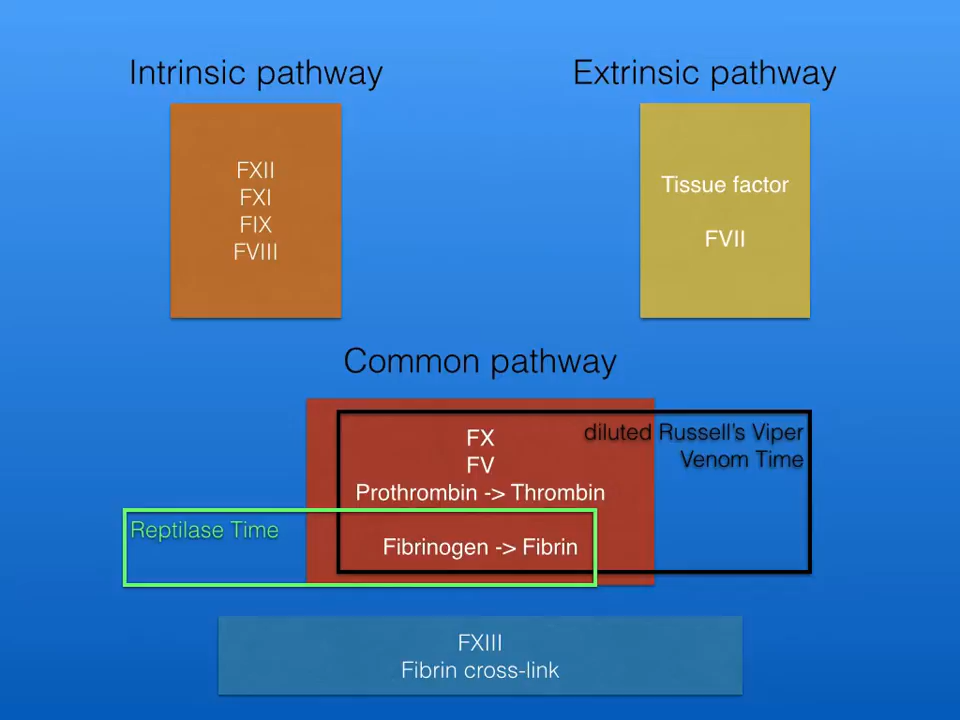 Intrinsic pathway
Extrinsic pathway
FXII
FXI
FIX
FVIII
Tissue factor
FVII
Common pathway
FX
FV
Prothrombin -> Thrombin
Fibrinogen -> Fibrin
diluted Russell's Viper
Venom Time
Reptilase Time
FXIII
Fibrin cross-link